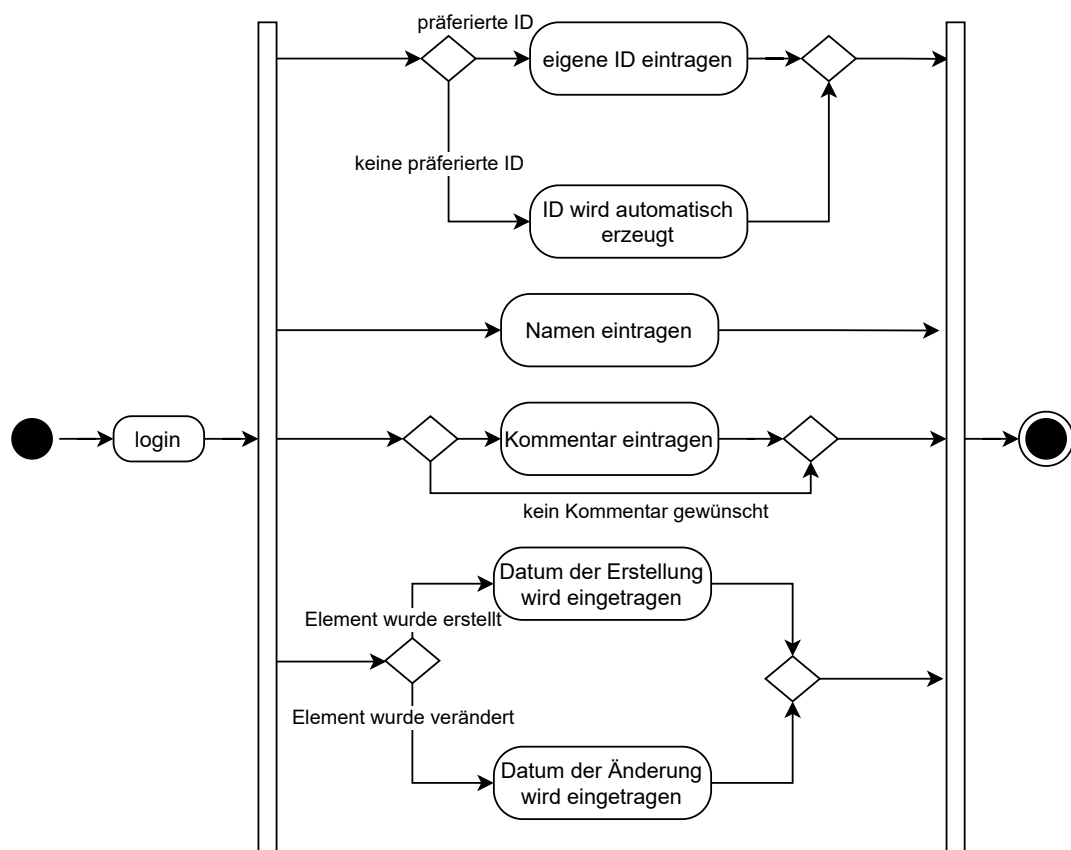 präferierte ID
eigene ID eintragen
keine präferierte ID
ID wird automatisch
erzeugt
Namen eintragen
login
Kommentar eintragen
kein Kommentar gewünscht
Datum der Erstellung
wird eingetragen
Element wurde erstellt
Element wurde verändert
Datum der Änderung
wird eingetragen